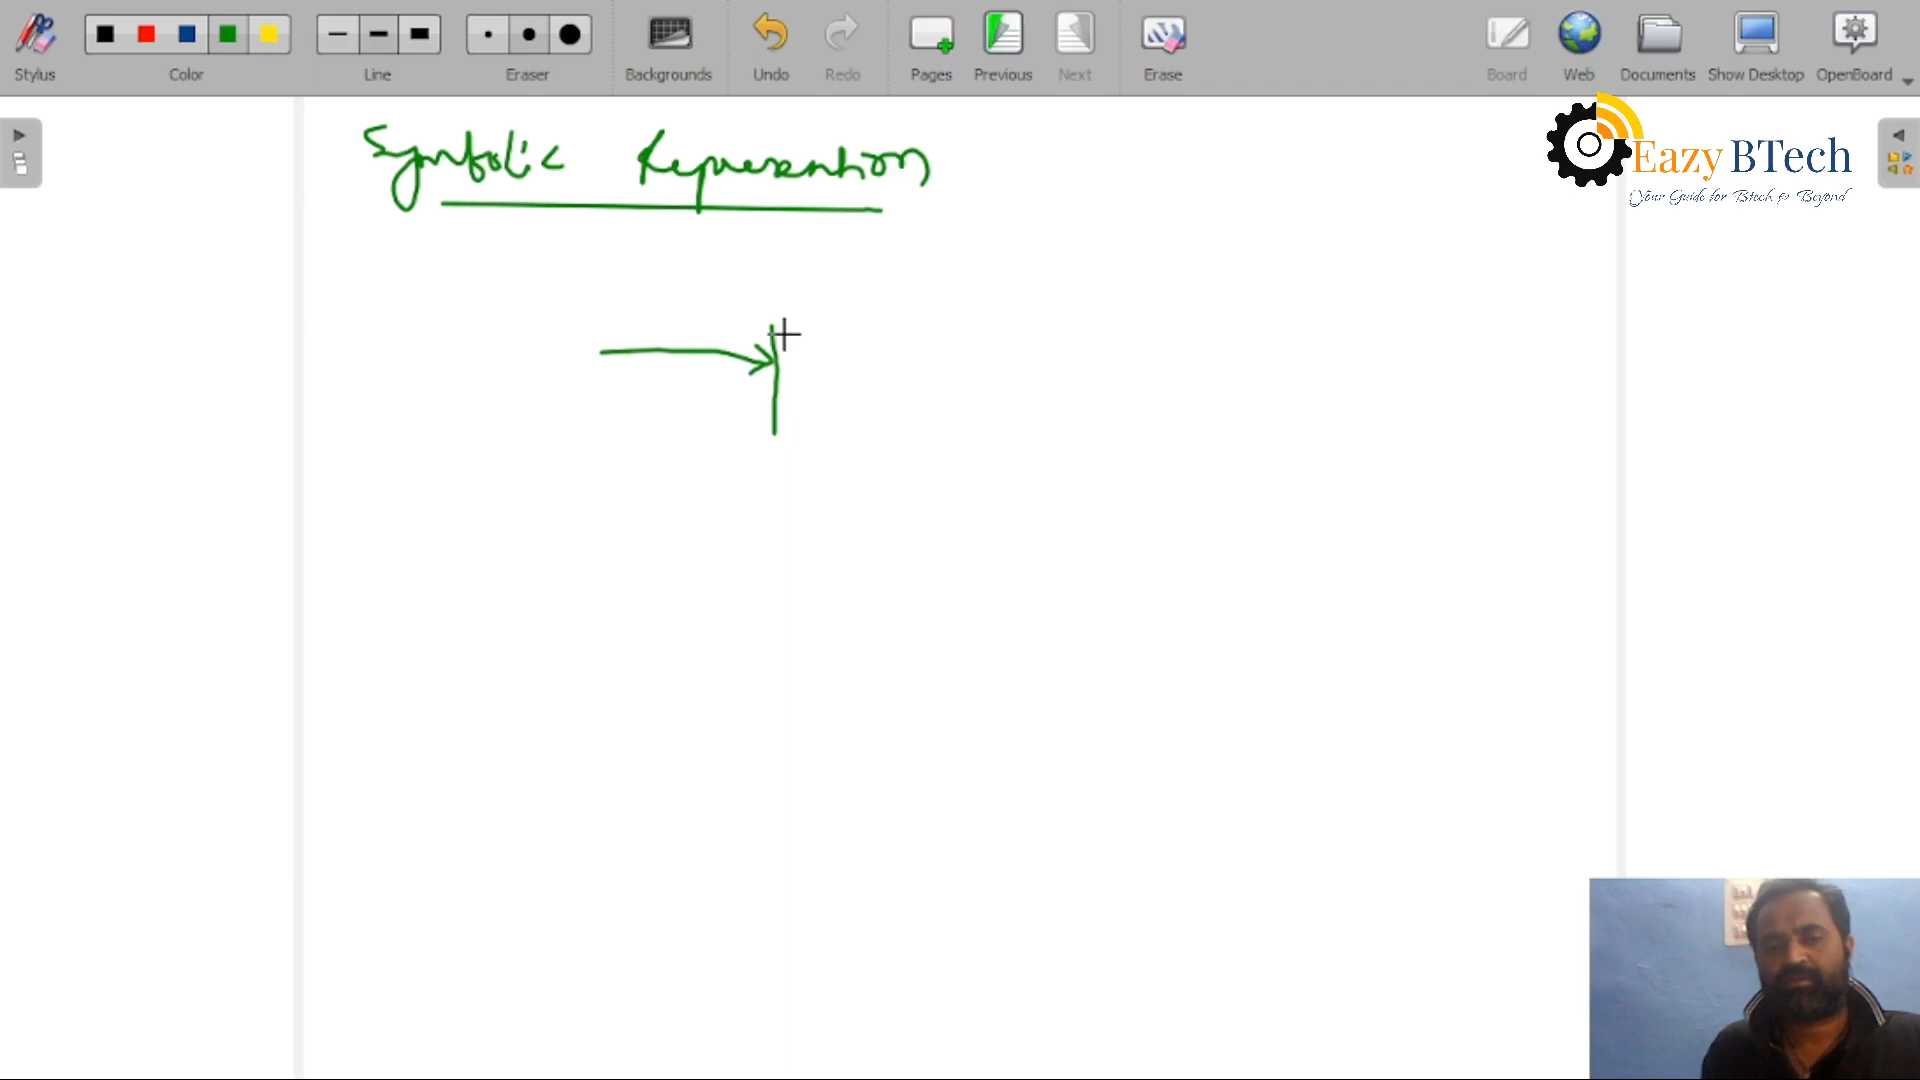 Stylus Color Line Eraser Backgrounds Undo Redo Pages Previous Next Erase Board Web Documents Show Desktop OpenBoard
Eazy BTech
Your Guide for Btech & Beyond
Symbolic Represention